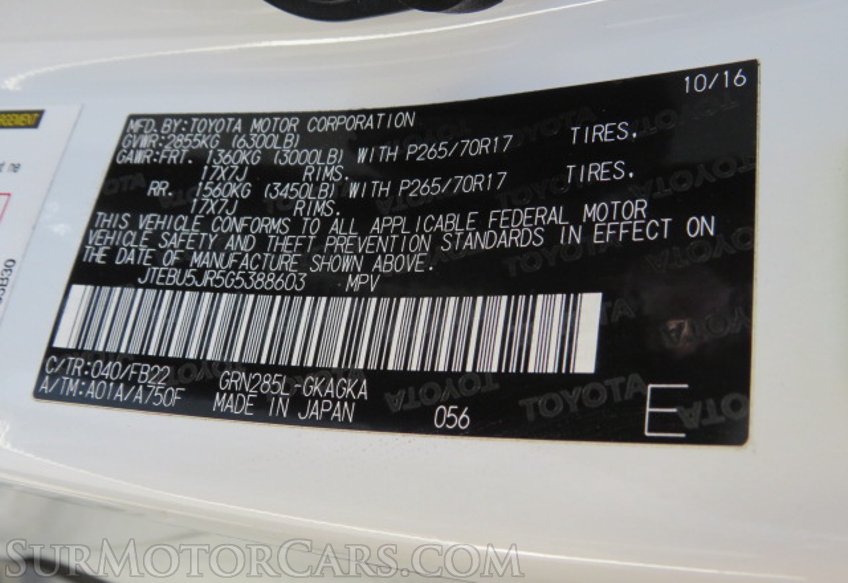 10/16
MFD. BY: TOYOTA MOTOR CORPORATION
GVWR: 2855KG (6300LB)
GAWR: FRT. 1360KG (3000LB) WITH P265/70R17 TIRES,
17X7J RIMS.
RR. 1560KG (3450LB) WITH P265/70R17 TIRES,
17X7J RIMS.
THIS VEHICLE CONFORMS TO ALL APPLICABLE FEDERAL MOTOR
VEHICLE SAFETY AND THEFT PREVENTION STANDARDS IN EFFECT ON
THE DATE OF MANUFACTURE SHOWN ABOVE.
JTEBU5JR5G5388603 MPV
C/TR: 040/FB22 GRN285L-GKAGKA
A/TM: A01A/A750F MADE IN JAPAN 056 E
TOYOTA
SurMotorCars.com